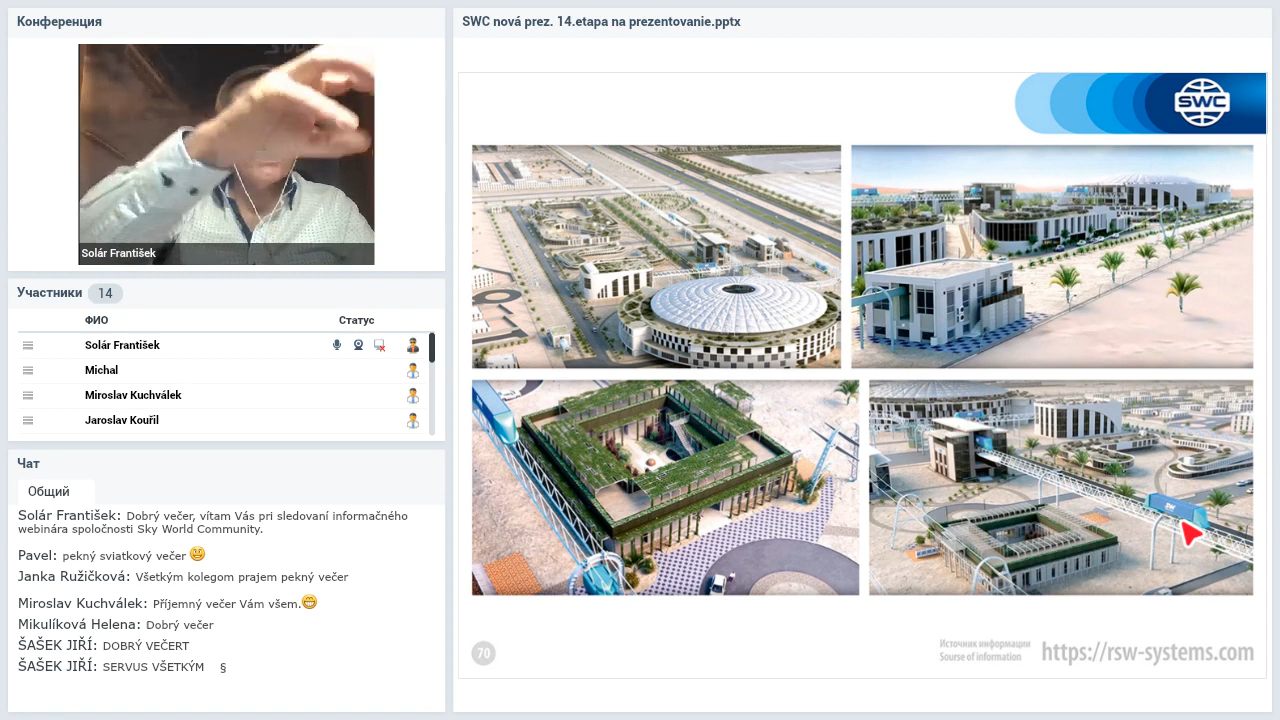 Конференция
Solár František
Участники 14
ФИО Статус
Solár František
Michal
Miroslav Kuchválek
Jaroslav Kouřil
Чат
Общий
Solár František: Dobrý večer, vítam Vás pri sledovaní informačného
webinára spoločnosti Sky World Community.
Pavel: pekný sviatkový večer
Janka Ružičková: Všetkým kolegom prajem pekný večer
Miroslav Kuchválek: Příjemný večer Vám všem.
Mikulíková Helena: Dobrý večer
ŠAŠEK JIŘÍ: DOBRÝ VEČERT
ŠAŠEK JIŘÍ: SERVUS VŠETKÝM §
SWC nová prez. 14.etapa na prezentovanie.pptx
SWC
70
Источник информации
Sourse of information
https://rsw-systems.com